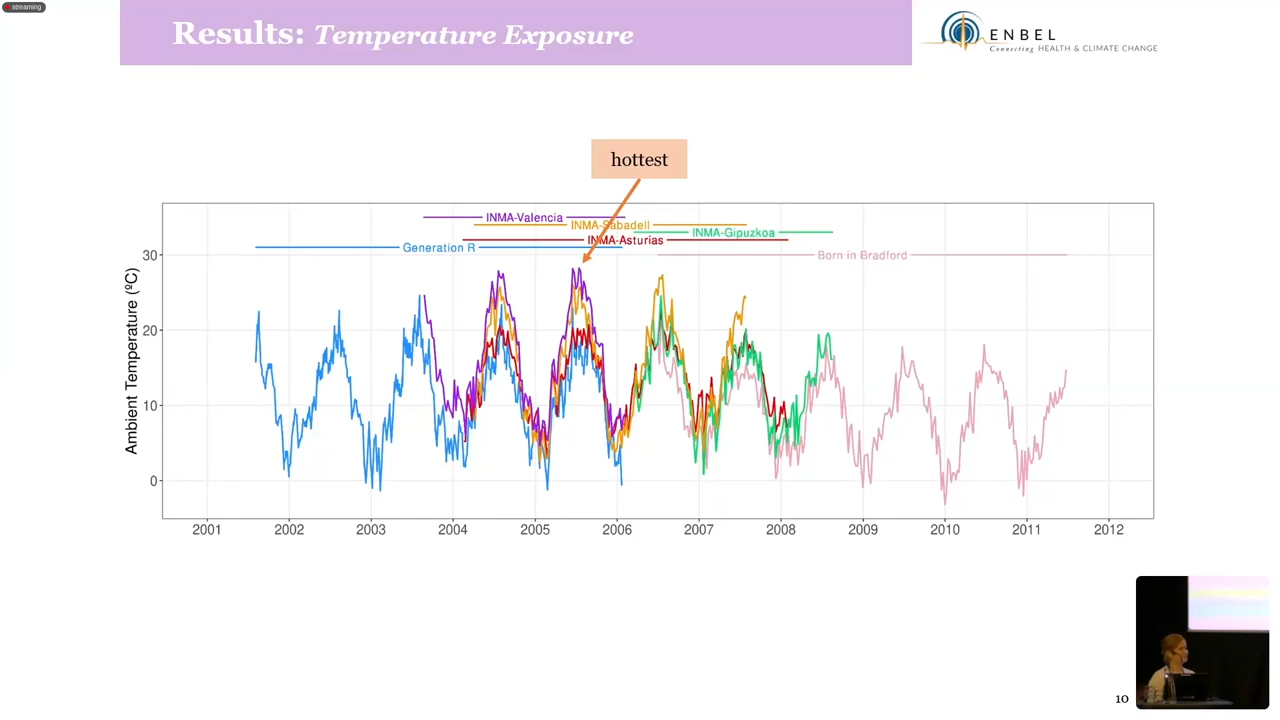 streaming
Results: Temperature Exposure
ENBEL
Connecting HEALTH & CLIMATE CHANGE
hottest
INMA-Valencia
INMA-Sabadell
INMA-Gipuzkoa
INMA-Asturias
Generation R
Born in Bradford
Ambient Temperature (ºC)
30
20
10
0
2001 2002 2003 2004 2005 2006 2007 2008 2009 2010 2011 2012
10